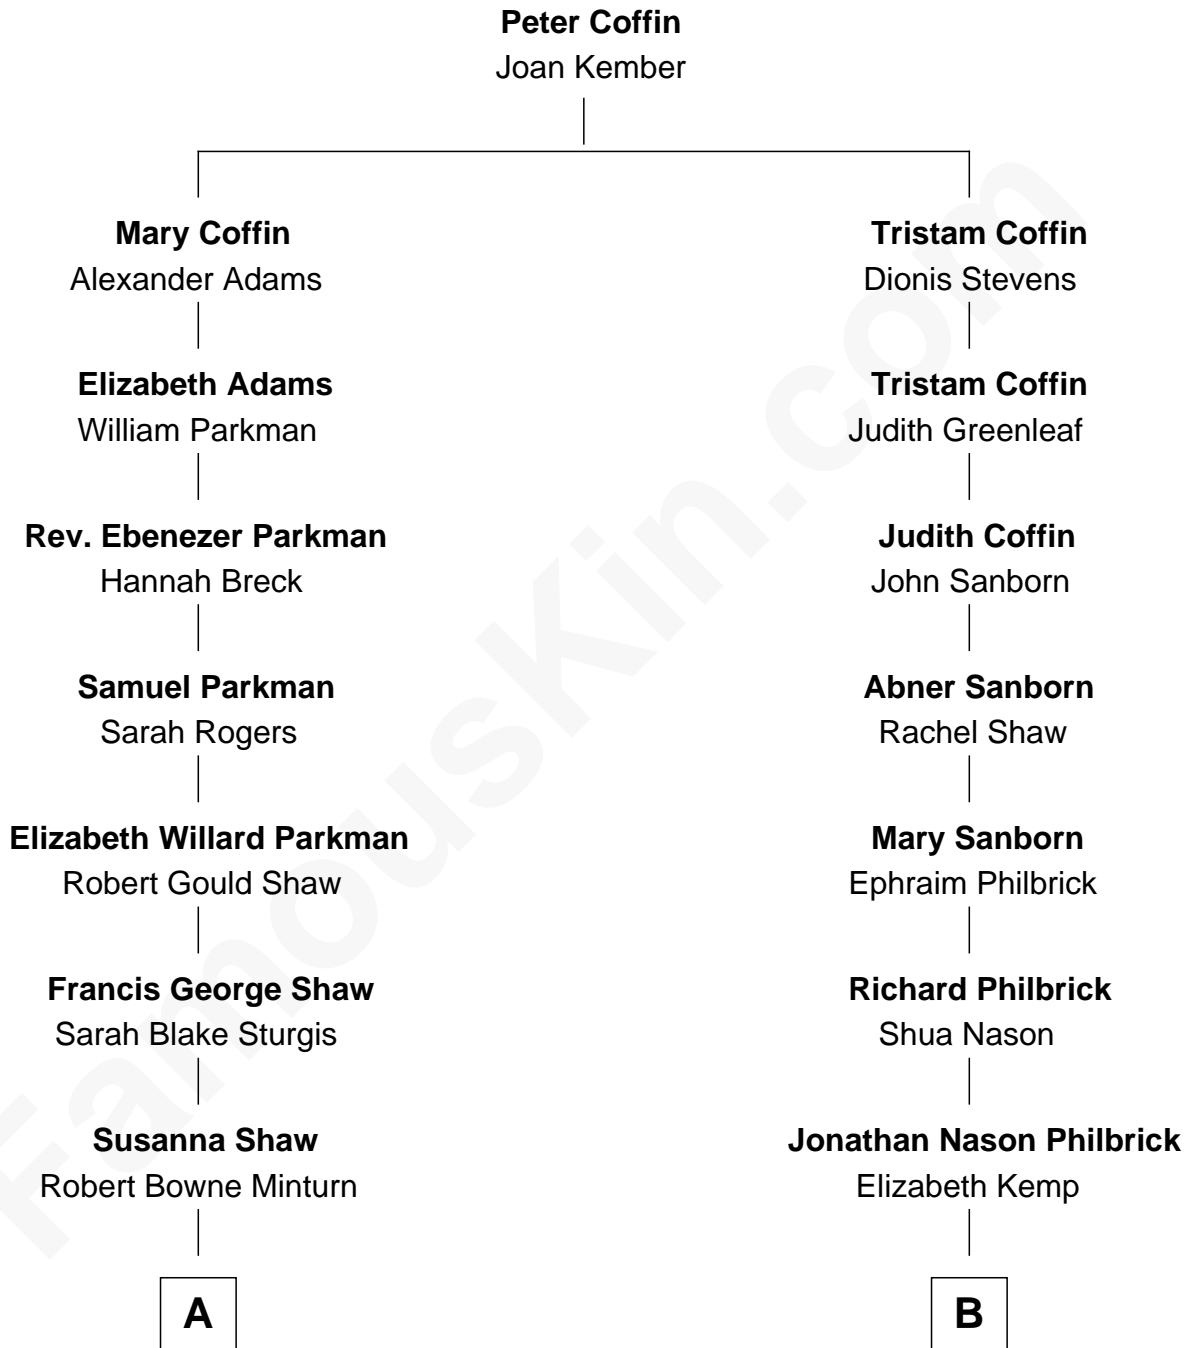 Peter Coffin
Joan Kember
Mary Coffin
Alexander Adams
Tristam Coffin
Dionis Stevens
Elizabeth Adams
William Parkman
Tristam Coffin
Judith Greenleaf
Rev. Ebenezer Parkman
Hannah Breck
Judith Coffin
John Sanborn
Samuel Parkman
Sarah Rogers
Abner Sanborn
Rachel Shaw
Elizabeth Willard Parkman
Robert Gould Shaw
Mary Sanborn
Ephraim Philbrick
Francis George Shaw
Sarah Blake Sturgis
Richard Philbrick
Shua Nason
Susanna Shaw
Robert Bowne Minturn
Jonathan Nason Philbrick
Elizabeth Kemp
A
B
FamousKin.com